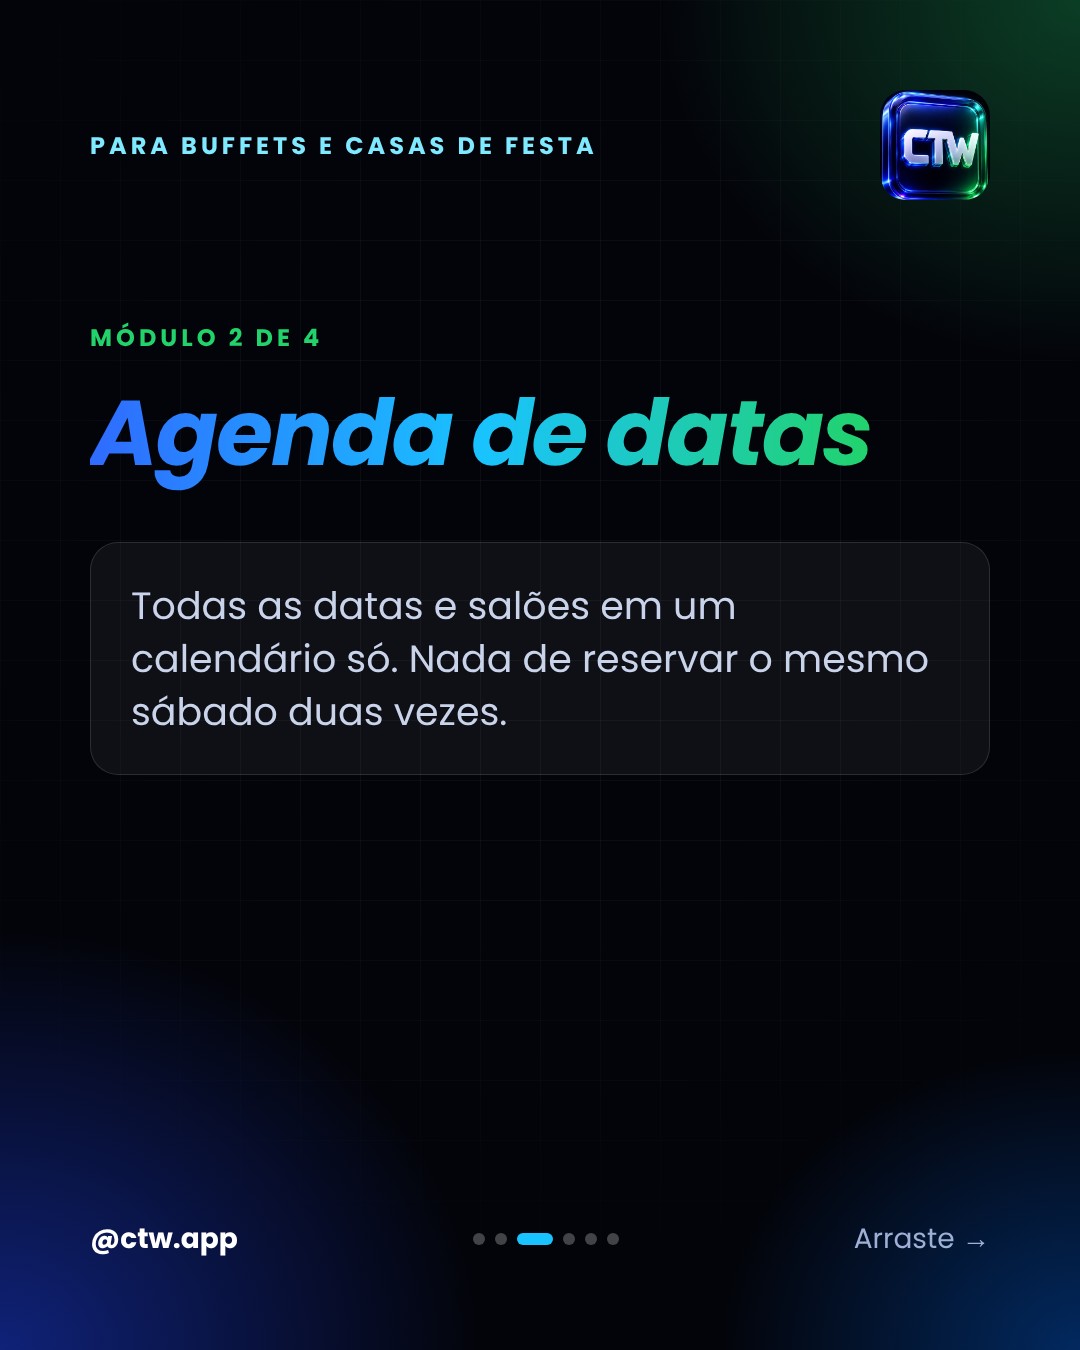 PARA BUFFETS E CASAS DE FESTA
CTW
MÓDULO 2 DE 4
Agenda de datas
Todas as datas e salões em um
calendário só. Nada de reservar o mesmo
sábado duas vezes.
@ctw.app
Arraste →